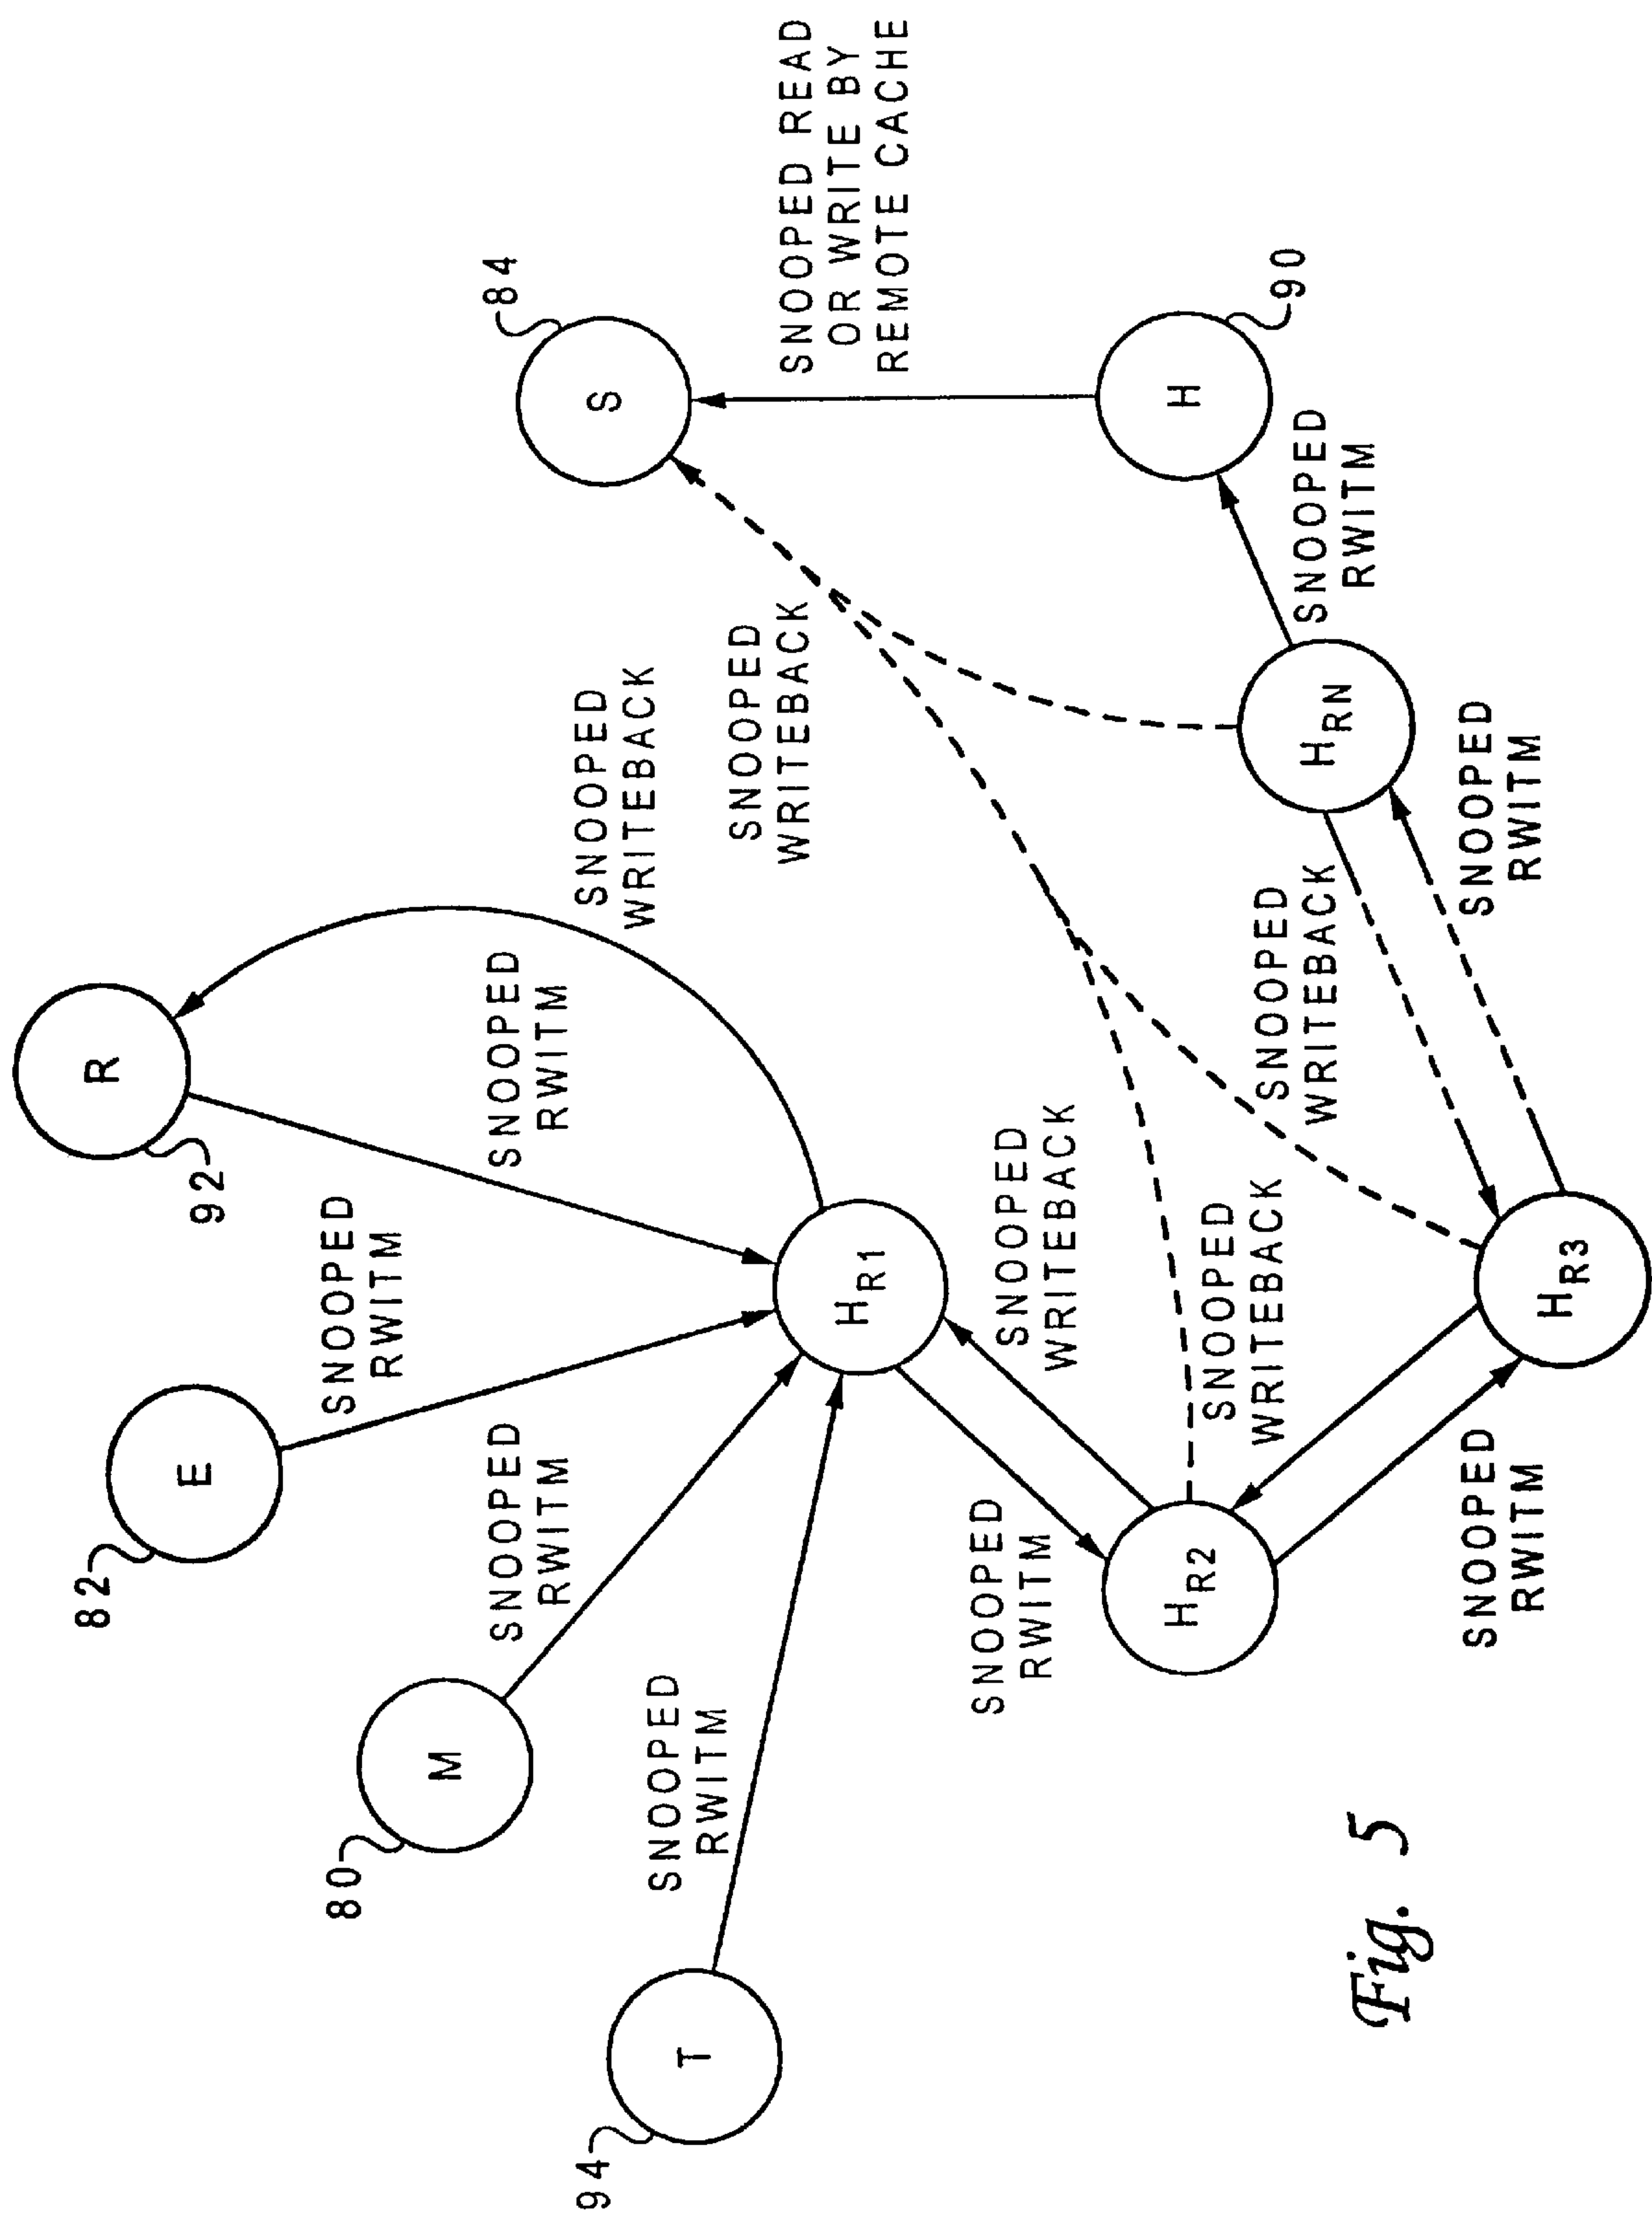 82
R
E
92
SNOOPED
RWITM
80
M
SNOOPED
RWITM
SNOOPED
RWITM
84
S
94
T
SNOOPED
WRITEBACK
SNOOPED
RWITM
SNOOPED
WRITEBACK
SNOOPED READ
OR WRITE BY
REMOTE CACHE
HR1
SNOOPED
RWITM
SNOOPED
WRITEBACK
HR2
H
SNOOPED
WRITEBACK
SNOOPED
WRITEBACK
90
SNOOPED
RWITM
HRN
Fig. 5
SNOOPED
RWITM
SNOOPED
RWITM
HR3